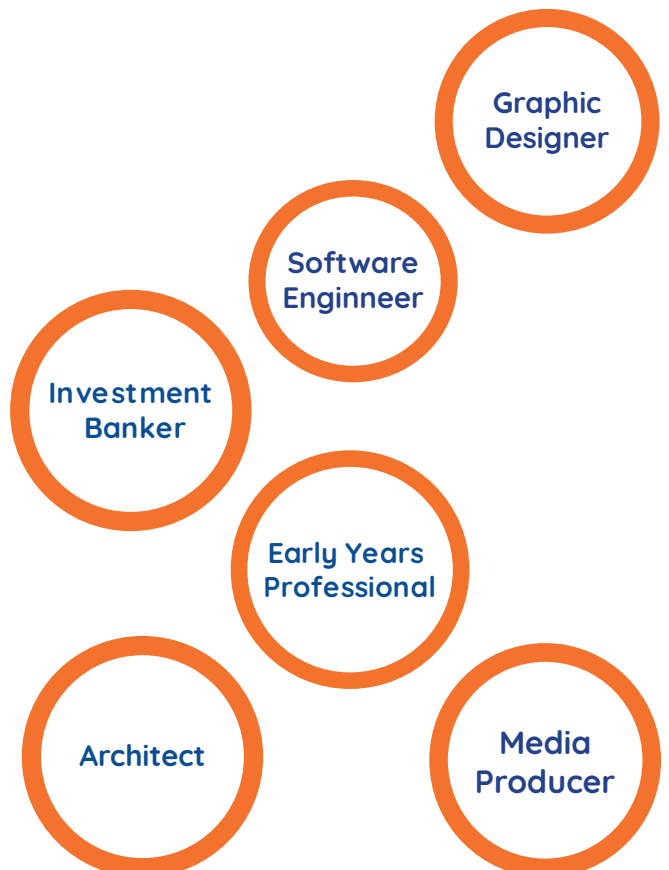 Graphic
Designer
Software
Enginneer
Investment
Banker
Early Years
Professional
Architect
Media
Producer